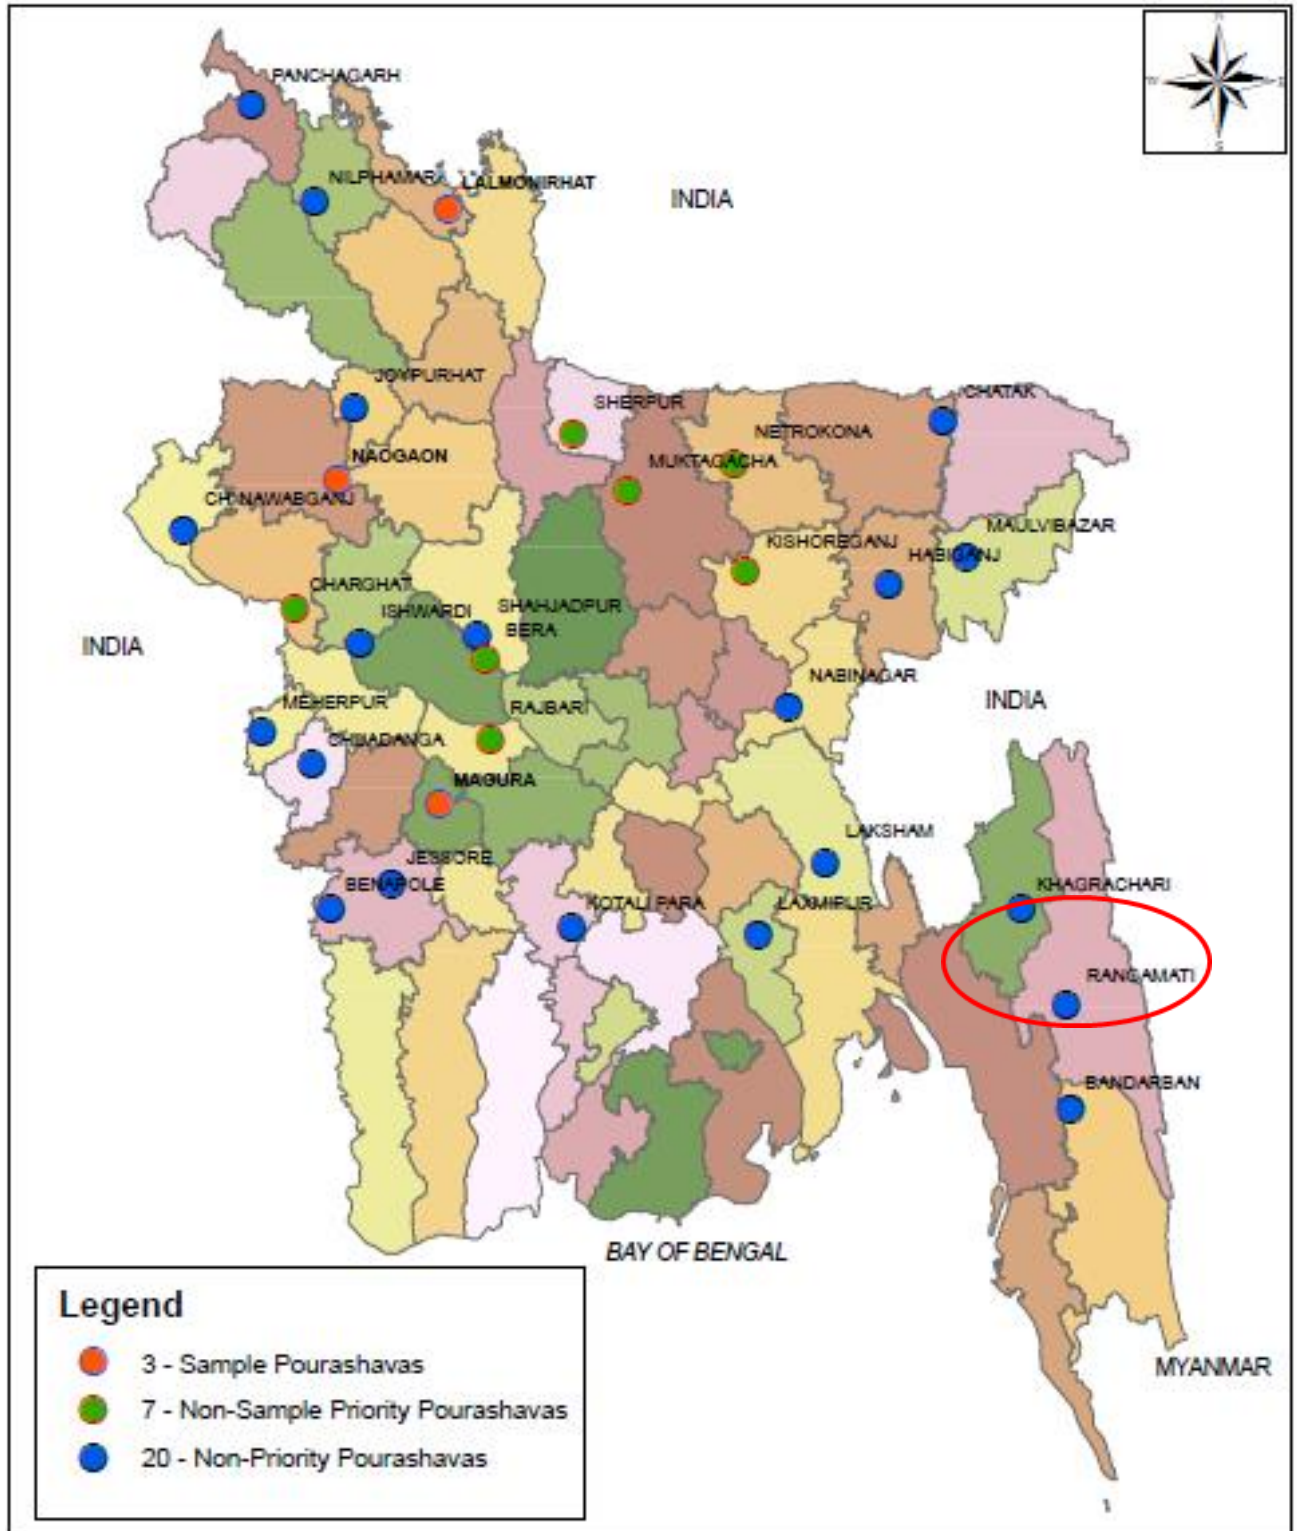 N
W
E
S
PANCHAGARH
NILPHAMARA
LALMONIRHAT
INDIA
JOYPURHAT
CHATAK
SHERPUR
NETROKONA
NAOGAON
MUKTAGACHA
CH. NAWABGANJ
MAULVIBAZAR
KISHOREGANJ
HABIGANJ
CHARGHAT
ISHWARDI
SHAHJADPUR
BERA
INDIA
NABINAGAR
MEHERPUR
RAJBARI
INDIA
CHUADANGA
MAGURA
LAKSHAM
JESSORE
BENAPOLE
KHAGRACHARI
KOTALI PARA
LAXMIPUR
RANGAMATI
BANDARBAN
BAY OF BENGAL
MYANMAR
Legend
3 - Sample Pourashavas
7 - Non-Sample Priority Pourashavas
20 - Non-Priority Pourashavas